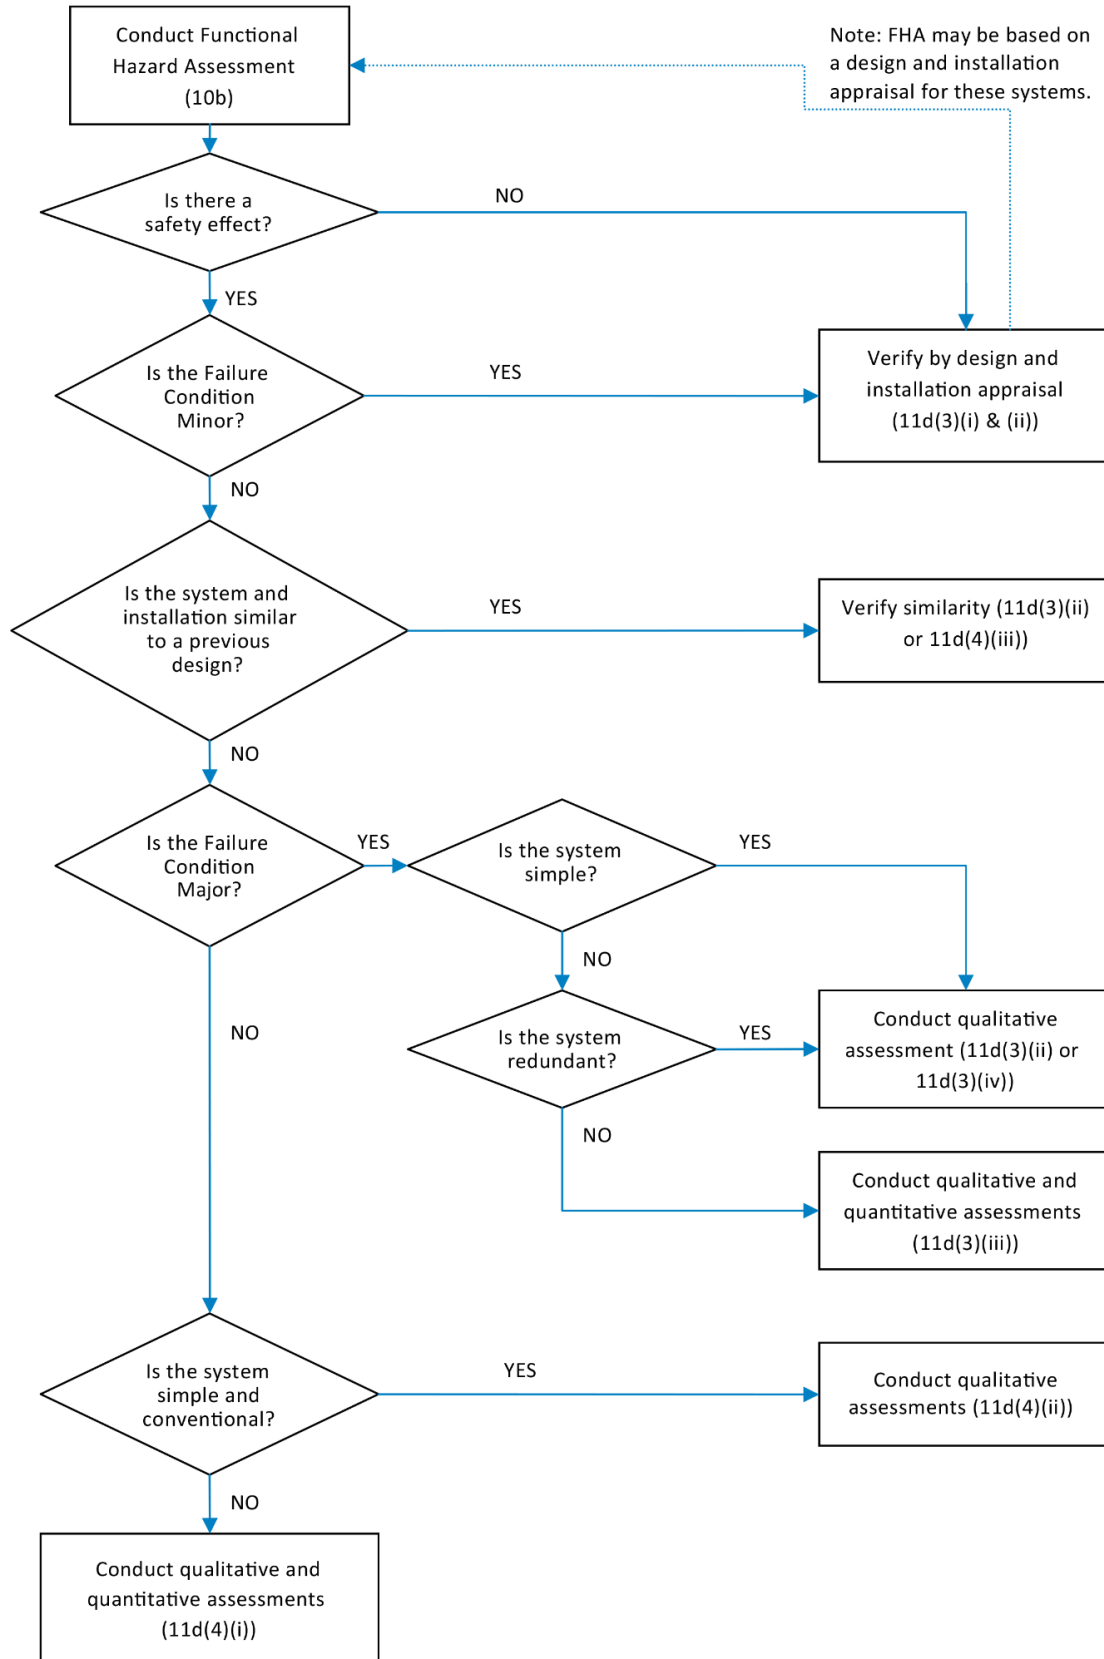 Conduct Functional
Hazard Assessment
(10b)
Note: FHA may be based on
a design and installation
appraisal for these systems.
Is there a
safety effect?
NO
YES
Is the Failure
Condition
Minor?
YES
Verify by design and
installation appraisal
(11d(3)(i) & (ii))
NO
Is the system and
installation similar
to a previous
design?
YES
Verify similarity (11d(3)(ii)
or 11d(4)(iii))
NO
Is the Failure
Condition
Major?
YES
Is the system
simple?
YES
NO
NO
Is the system
redundant?
YES
Conduct qualitative
assessment (11d(3)(ii) or
11d(3)(iv))
NO
Conduct qualitative and
quantitative assessments
(11d(3)(iii))
Is the system
simple and
conventional?
YES
Conduct qualitative
assessments (11d(4)(ii))
NO
Conduct qualitative and
quantitative assessments
(11d(4)(i))